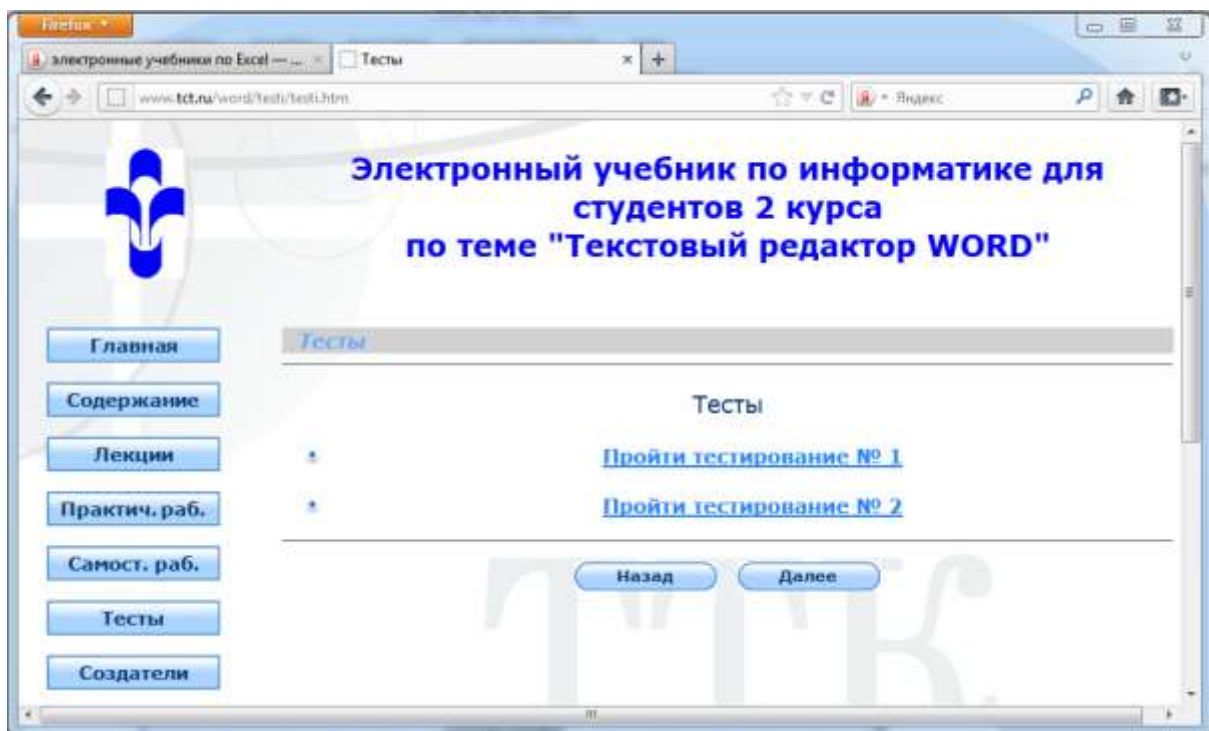 Firefox
электронные учебники по Excel — ...
Тесты
www.tct.ru/word/testi/testi.htm
Яндекс
Электронный учебник по информатике для
студентов 2 курса
по теме "Текстовый редактор WORD"
Главная
Тесты
Содержание
Тесты
Лекции
Пройти тестирование № 1
Практич. раб.
Пройти тестирование № 2
Самост. раб.
Назад
Далее
Тесты
Создатели
ТТК